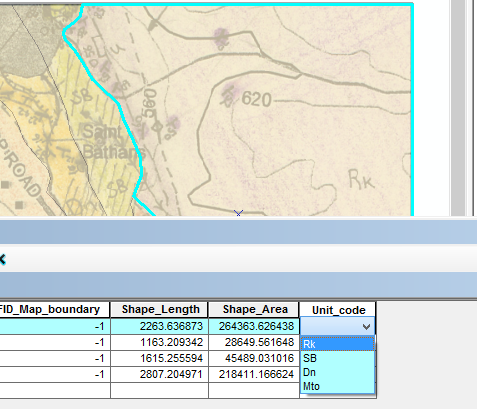 560
620
SB
Saint
Bathans
SB
ROAD
Rk
FID_Map_boundary Shape_Length Shape_Area Unit_code
-1 2263.636873 264363.626438
-1 1163.209342 28649.561648
-1 1615.255594 45489.031016
-1 2807.204971 218411.166624
Rk
SB
Dn
Mto